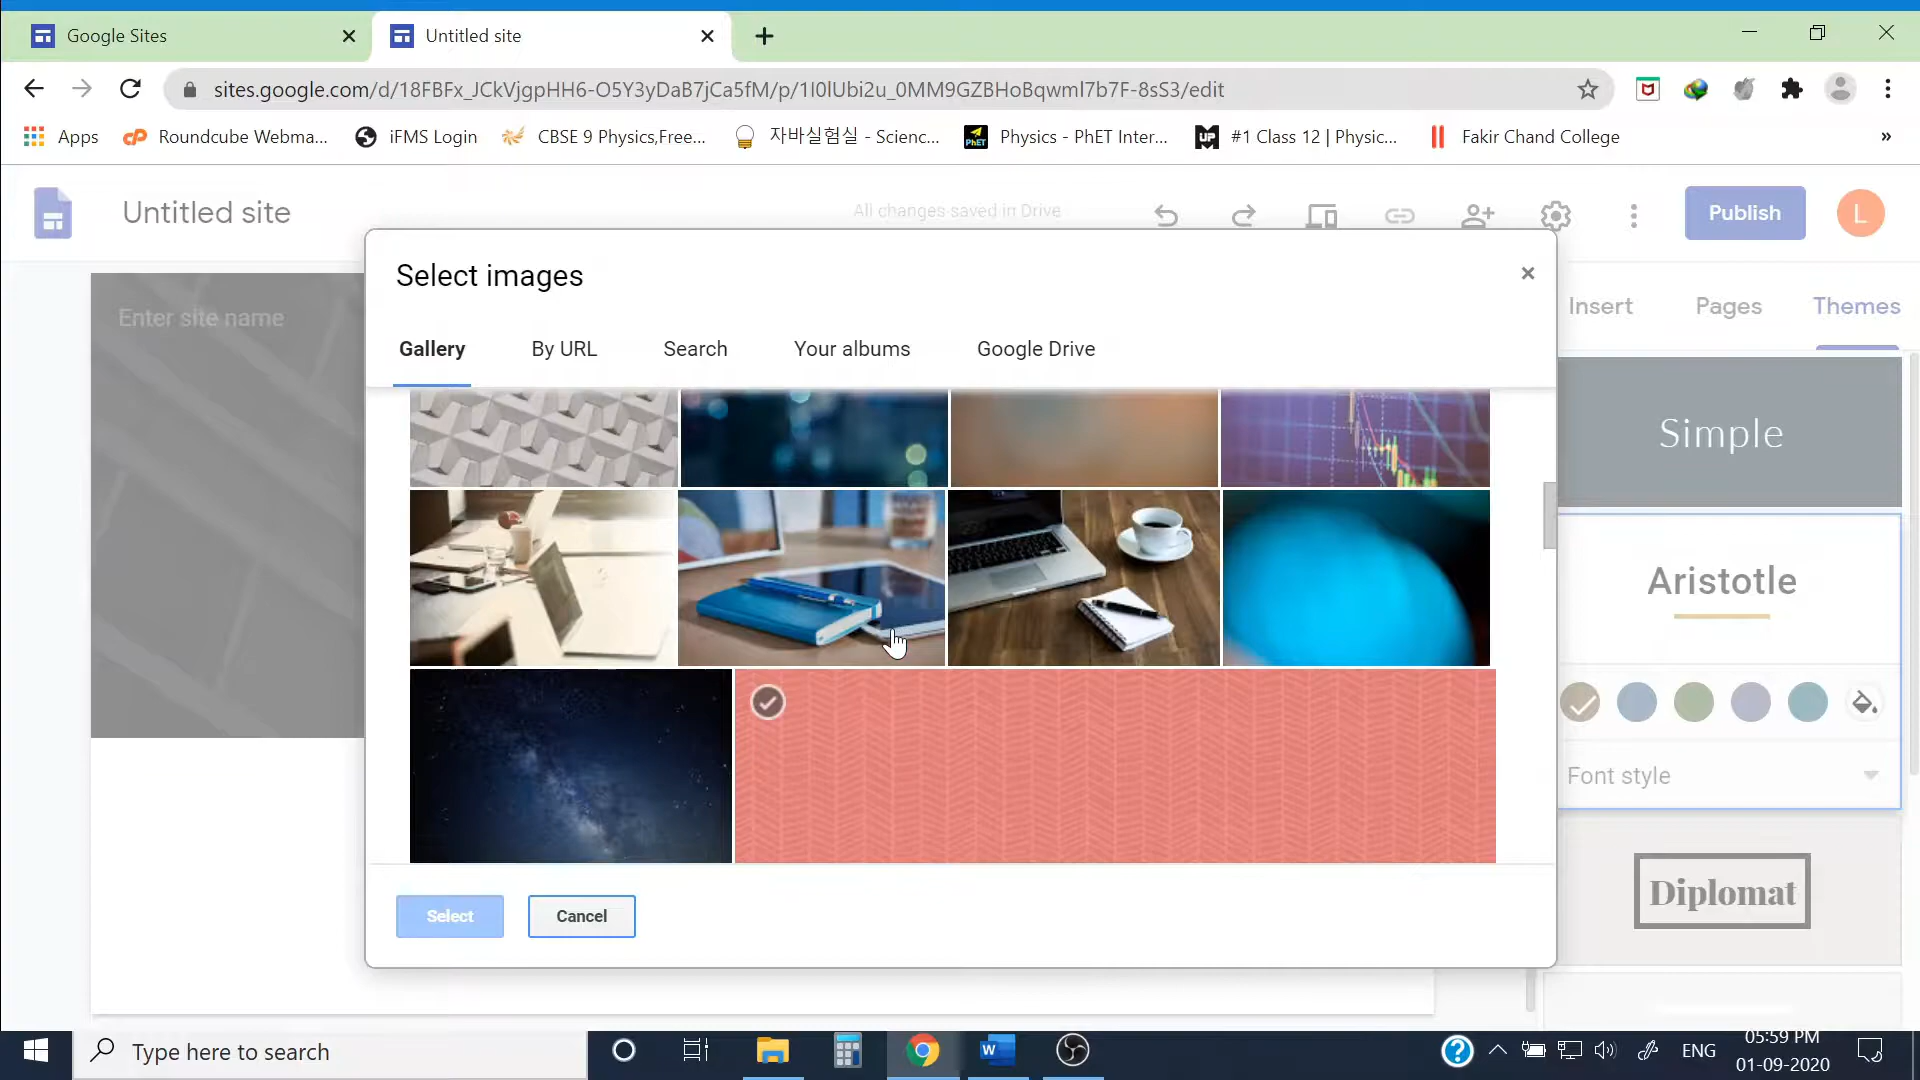 Google Sites
Untitled site
sites.google.com/d/18FBFx_JCkVjgpHH6-O5Y3yDaB7jCa5fM/p/1I0lUbi2u_0MM9GZBHoBqwml7b7F-8sS3/edit
Apps
Roundcube Webma...
iFMS Login
CBSE 9 Physics,Free...
자바실험실 - Scienc...
Physics - PhET Inter...
#1 Class 12 | Physic...
Fakir Chand College
Untitled site
All changes saved in Drive
Publish
L
Select images
Insert
Pages
Themes
Enter site name
Gallery
By URL
Search
Your albums
Google Drive
Simple
Aristotle
Font style
Diplomat
Select
Cancel
Type here to search
ENG
05:59 PM
01-09-2020